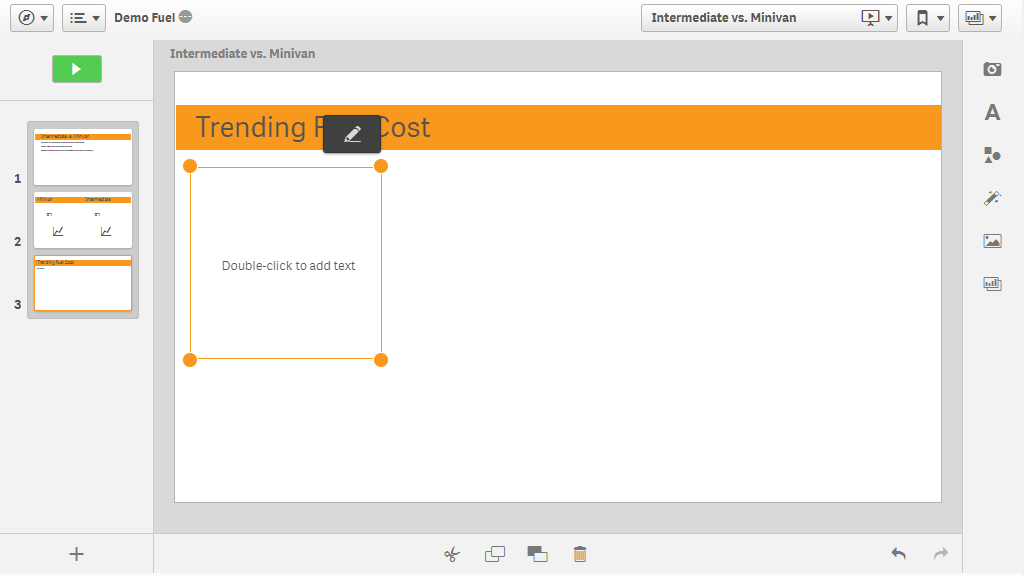 Demo Fuel
Intermediate vs. Minivan
Intermediate vs. Minivan
Trending F Cost
Double-click to add text
A
1
Intermediate vs. Minivan
2
Minivan Intermediate
3
Trending Fuel Cost